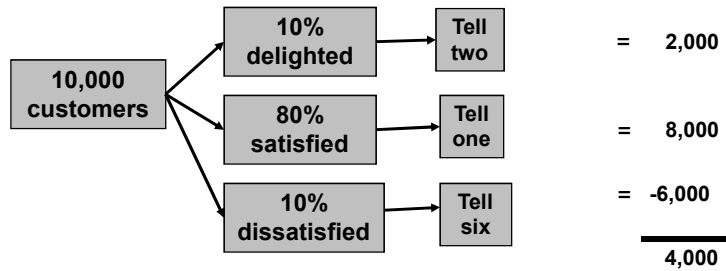 10,000
customers
10%
delighted
Tell
two
= 2,000
80%
satisfied
Tell
one
= 8,000
10%
dissatisfied
Tell
six
= -6,000
4,000